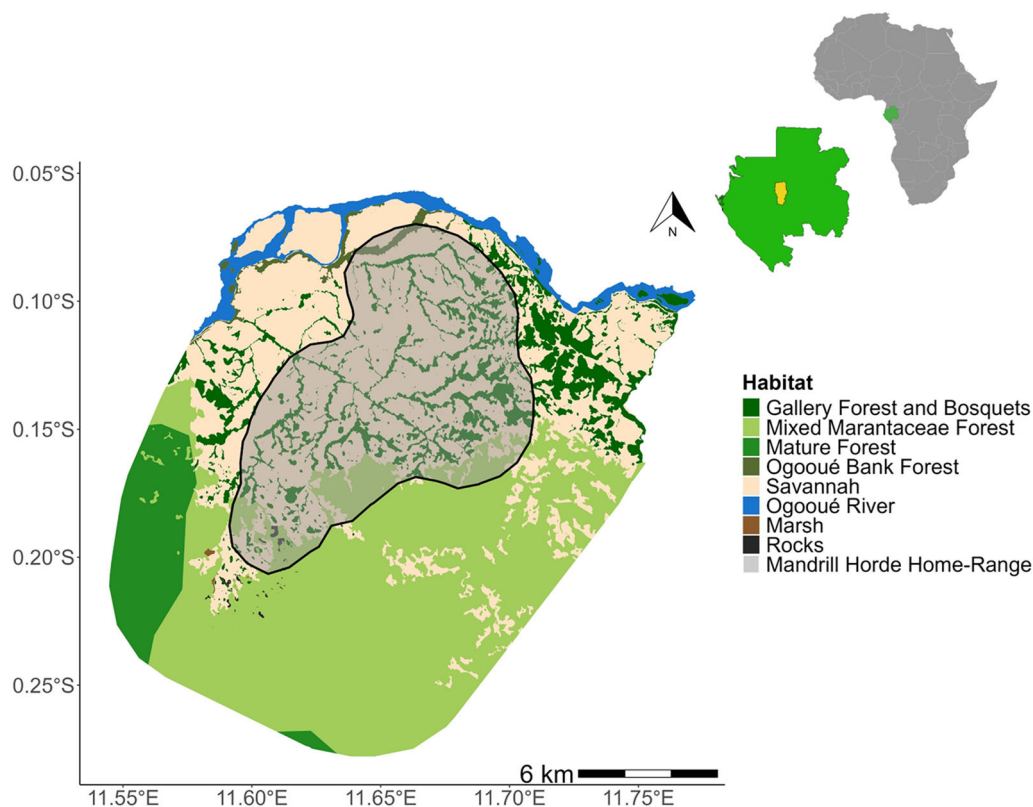 0.05°S
0.10°S
0.15°S
0.20°S
0.25°S
N
Habitat
Gallery Forest and Bosquets
Mixed Marantaceae Forest
Mature Forest
Ogooué Bank Forest
Savannah
Ogooué River
Marsh
Rocks
Mandrill Horde Home-Range
6 km
11.55°E 11.60°E 11.65°E 11.70°E 11.75°E